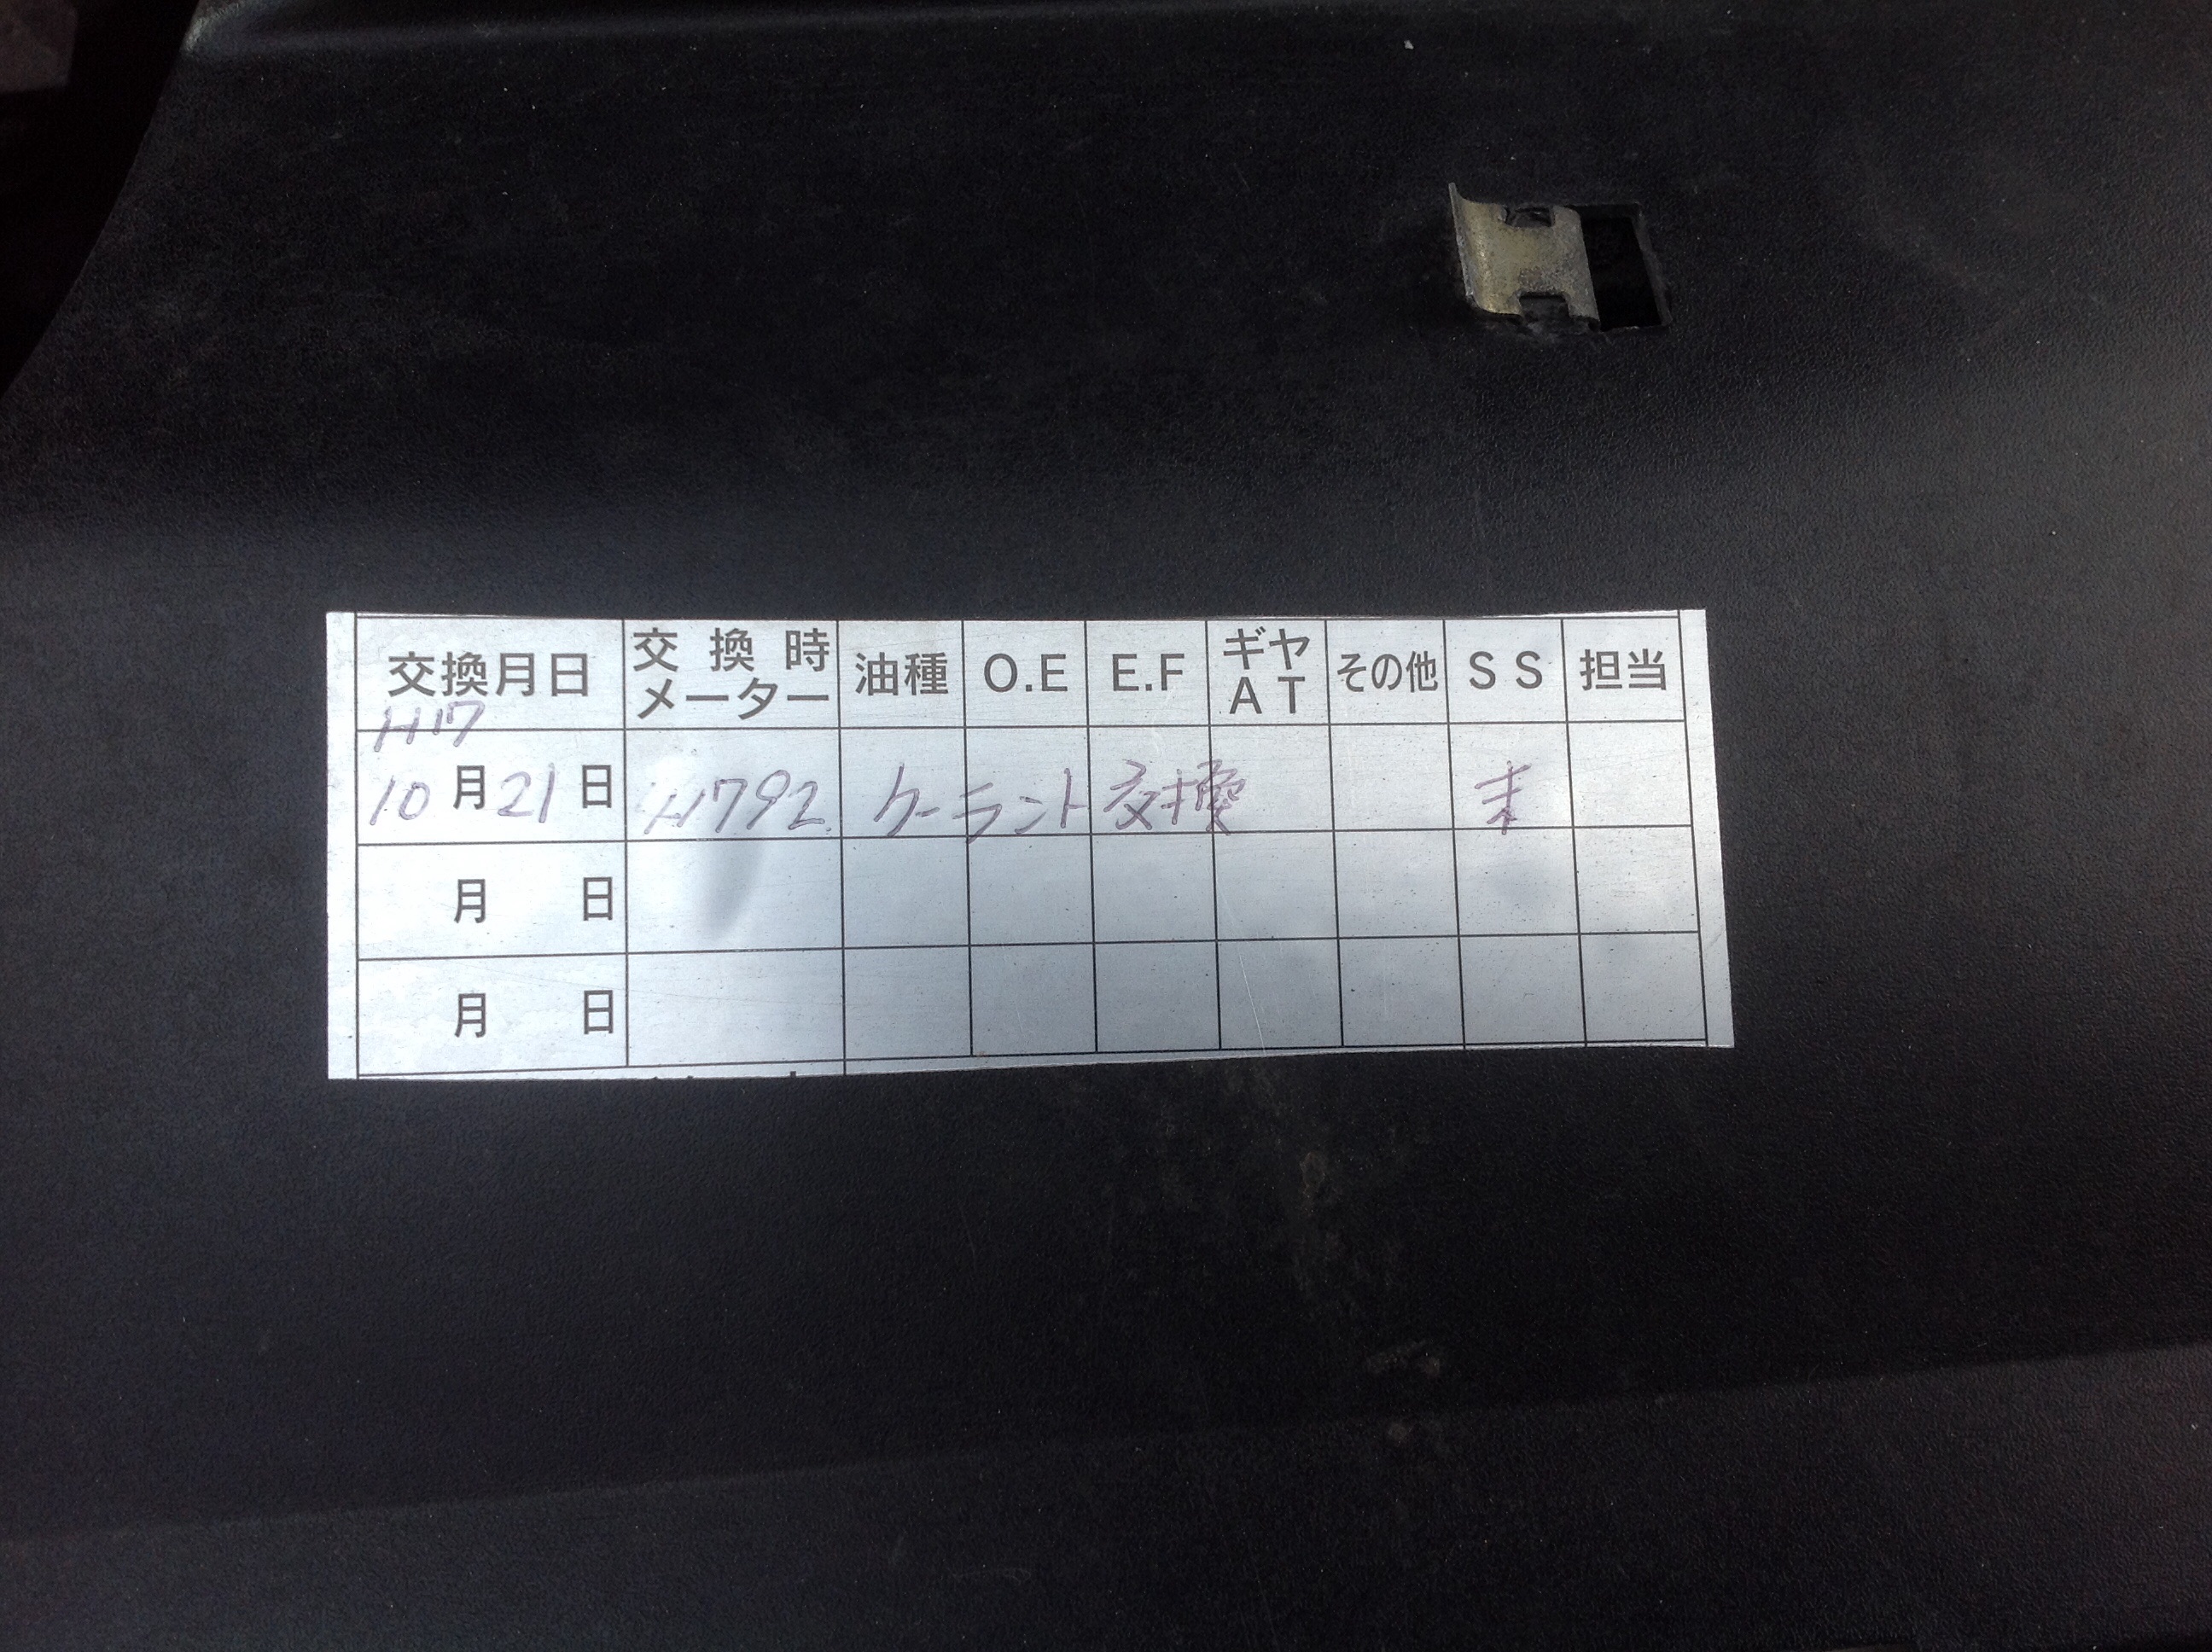 交換月日 交換時メーター 油種 O.E E.F ギヤAT その他 SS 担当
H17
10月21日 クーラント交換
月 日
月 日